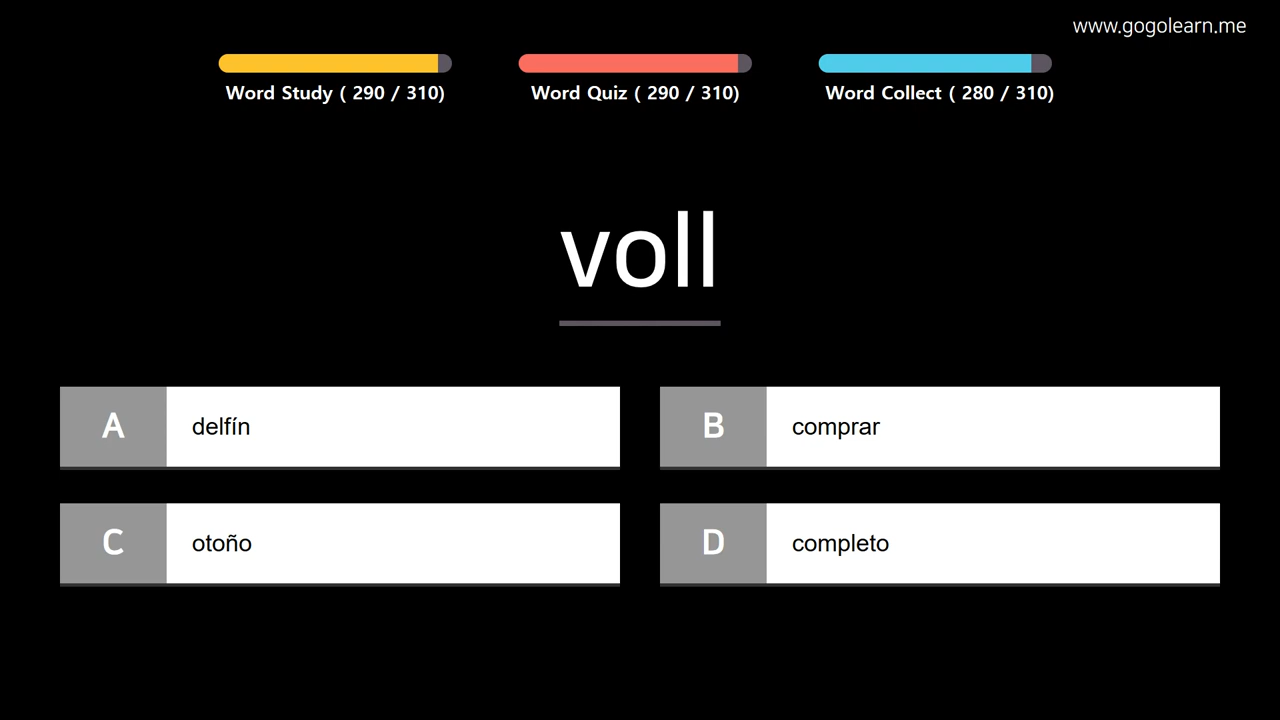 www.gogolearn.me
Word Study ( 290 / 310)
Word Quiz ( 290 / 310)
Word Collect ( 280 / 310)
voll
A delfín
B comprar
C otoño
D completo